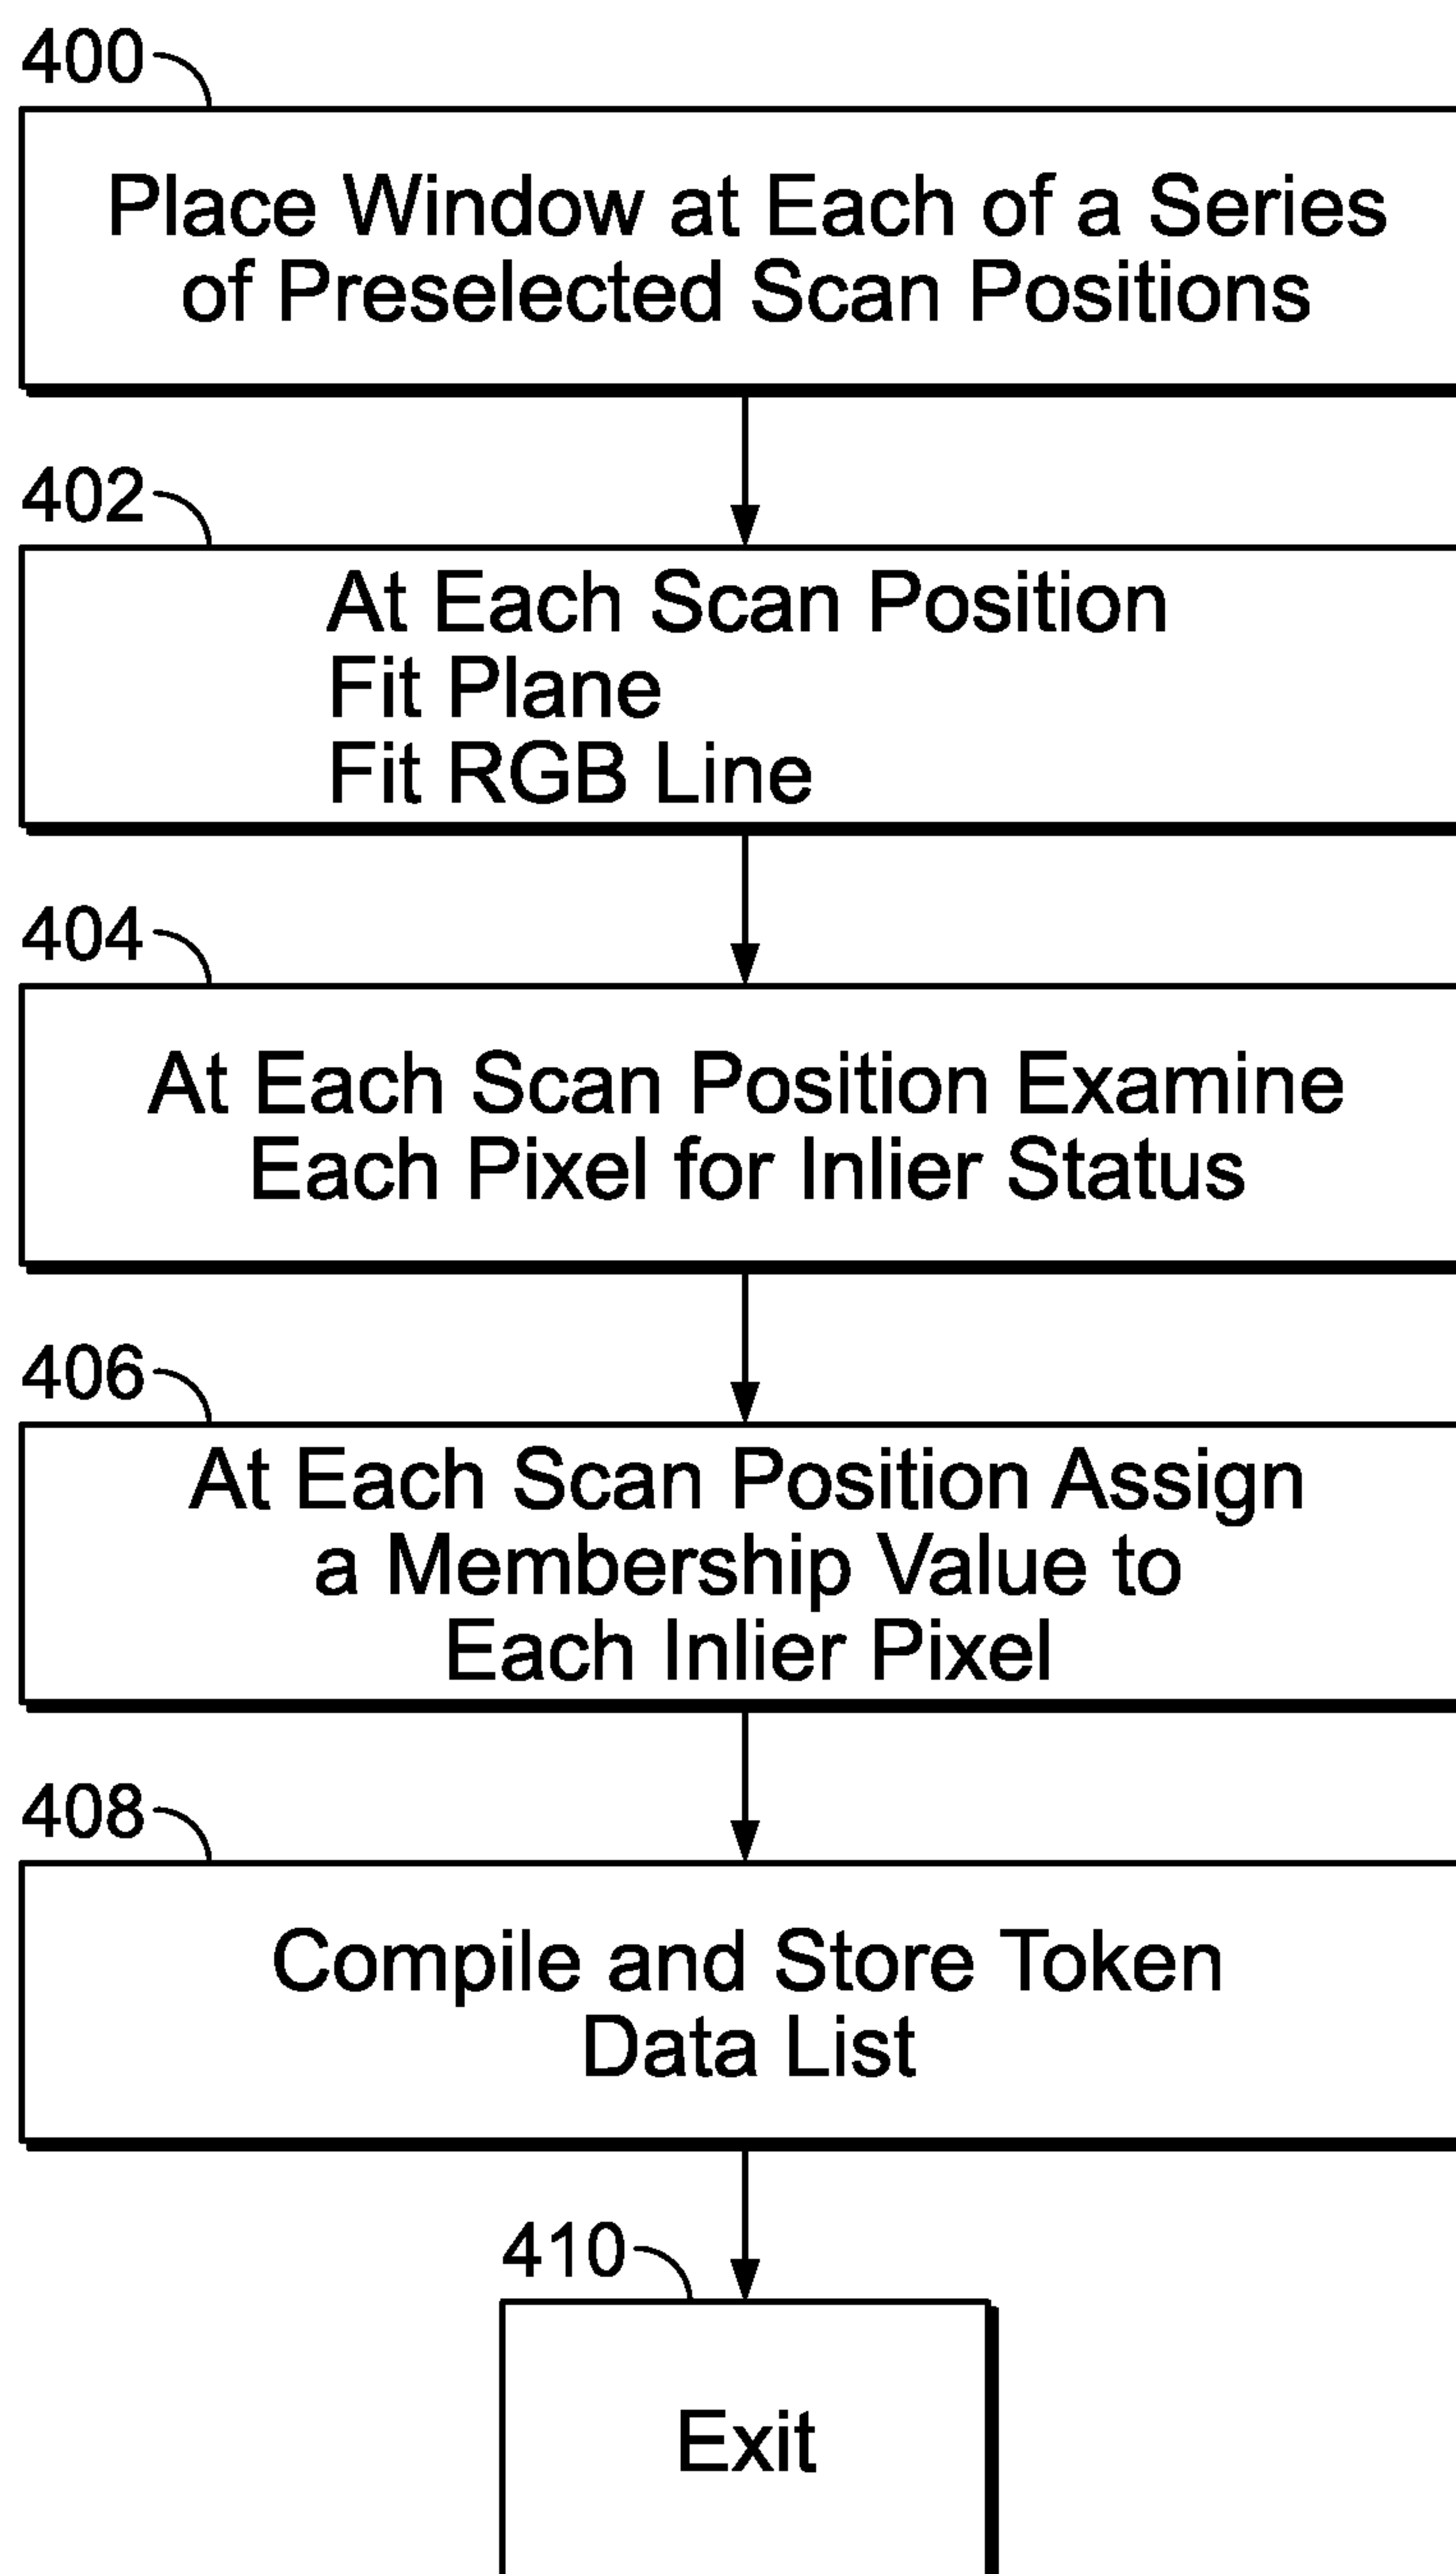 400
Place Window at Each of a Series
of Preselected Scan Positions
402
At Each Scan Position
Fit Plane
Fit RGB Line
404
At Each Scan Position Examine
Each Pixel for Inlier Status
406
At Each Scan Position Assign
a Membership Value to
Each Inlier Pixel
408
Compile and Store Token
Data List
410
Exit